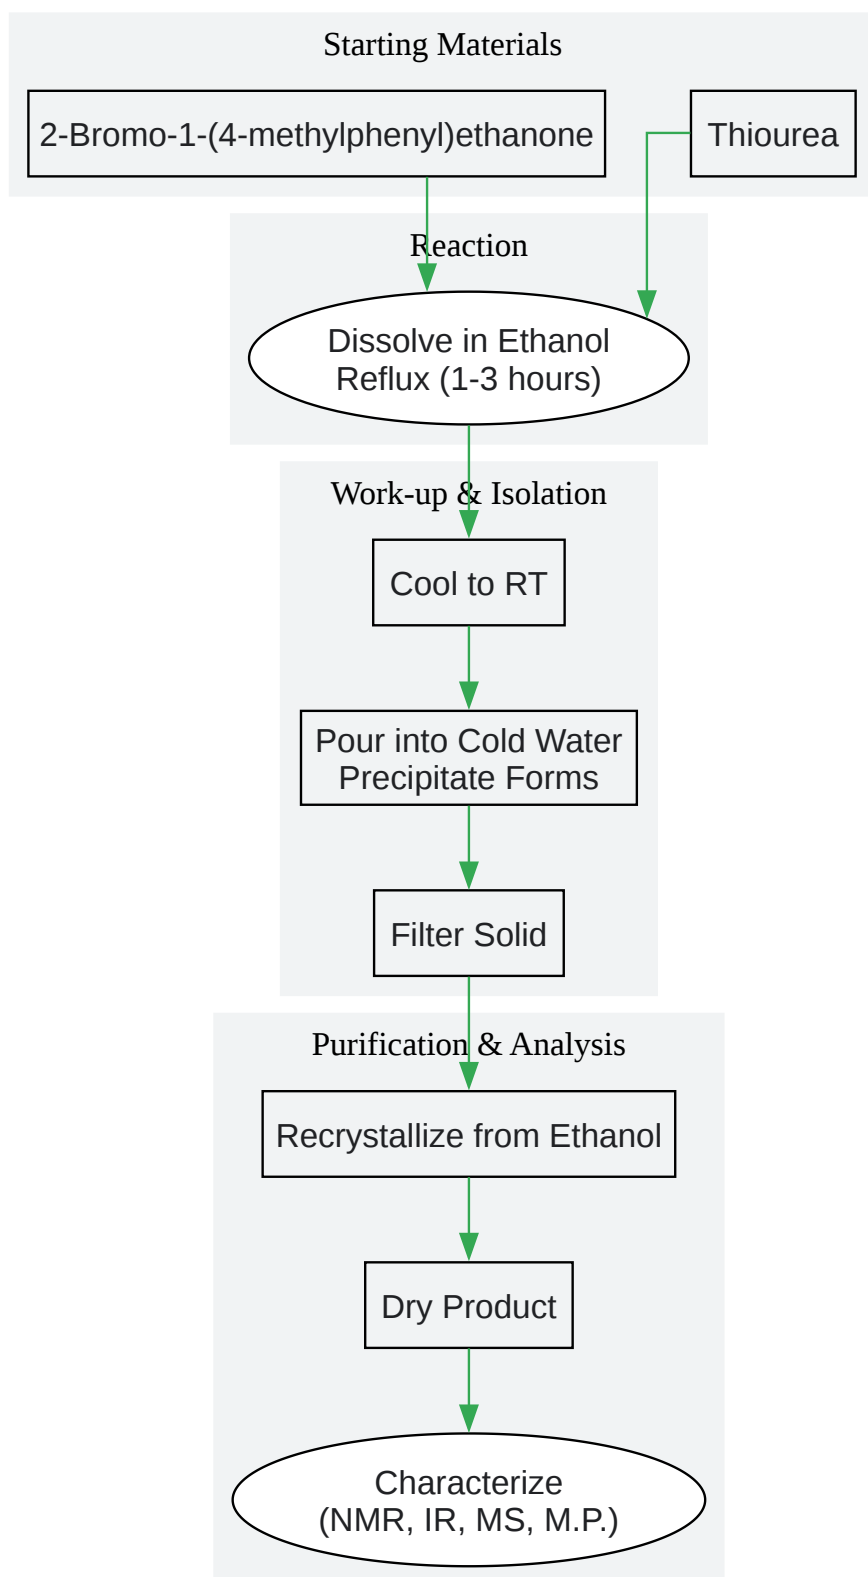 Starting Materials
2-Bromo-1-(4-methylphenyl)ethanone
Thiourea
Reaction
Dissolve in Ethanol
Reflux (1-3 hours)
Work-up & Isolation
Cool to RT
Pour into Cold Water
Precipitate Forms
Filter Solid
Purification & Analysis
Recrystallize from Ethanol
Dry Product
Characterize
(NMR, IR, MS, M.P.)